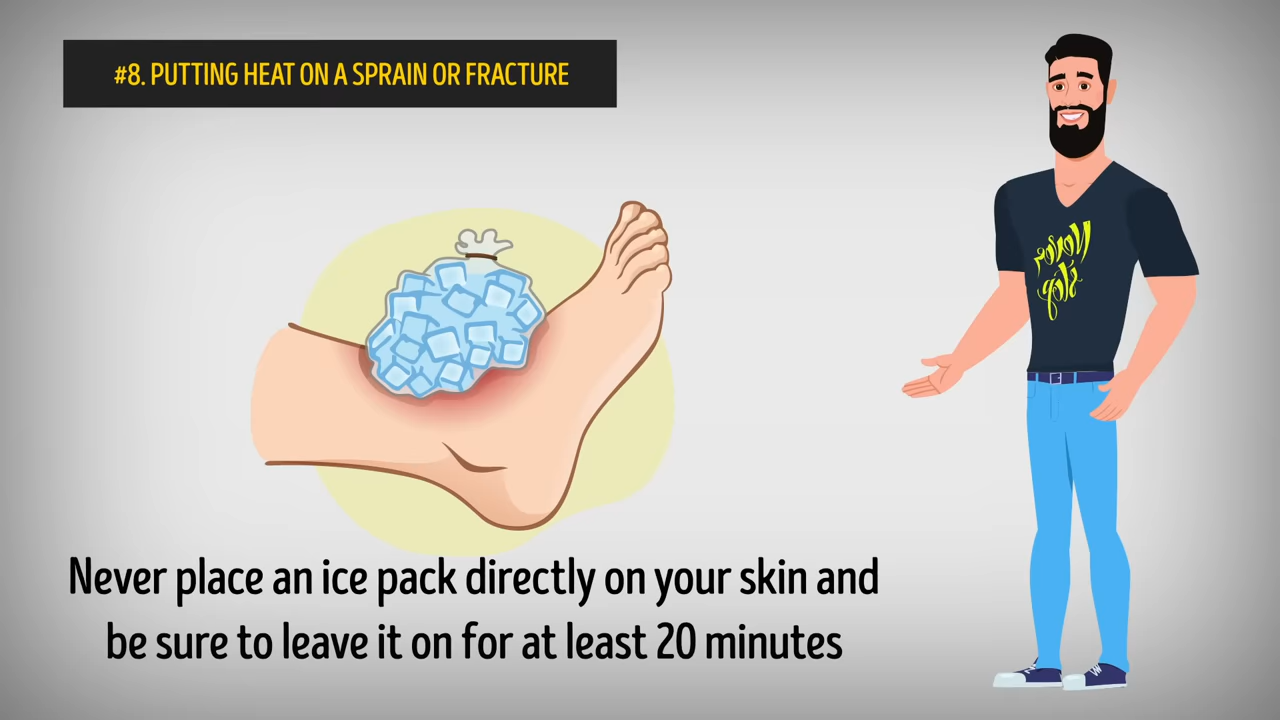 #8. PUTTING HEAT ON A SPRAIN OR FRACTURE
Never place an ice pack directly on your skin and
be sure to leave it on for at least 20 minutes